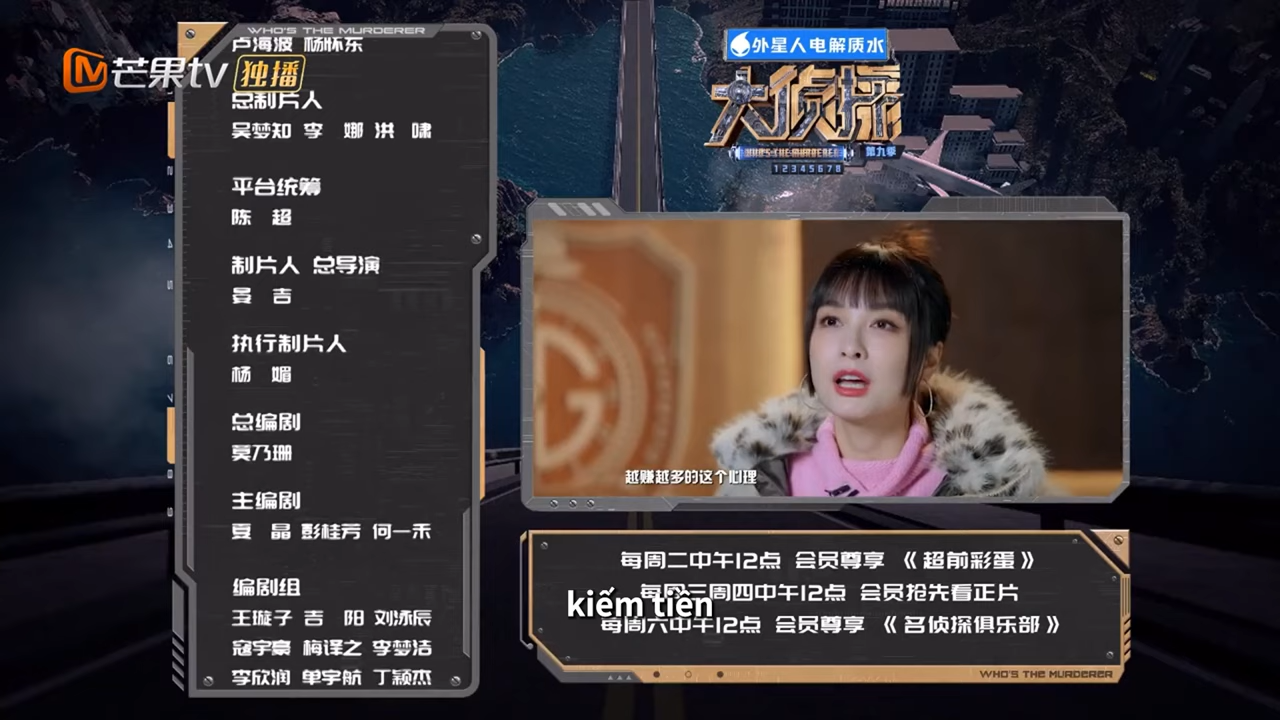 WHO'S THE MURDERER
卢海波 杨怀东
芒果tv 独播
总制片人
吴梦知 李 娜 洪 啸
平台统筹
陈 超
制片人 总导演
晏 吉
执行制片人
杨 媚
总编剧
莫乃珊
主编剧
莫 晶 彭桂芳 何一禾
编剧组
王璇子 吉 阳 刘泳辰
寇宇豪 梅译之 李梦洁
李欣润 单宇航 丁颖杰
外星人电解质水
大侦探
WHO'S THE MURDERER 第九季
12345678
越赚越多的这个心理
每周二中午12点 会员尊享 《超前彩蛋》
每周三周四中午12点 会员抢先看正片
kiếm tiền
每周六中午12点 会员尊享 《名侦探俱乐部》
WHO'S THE MURDERER